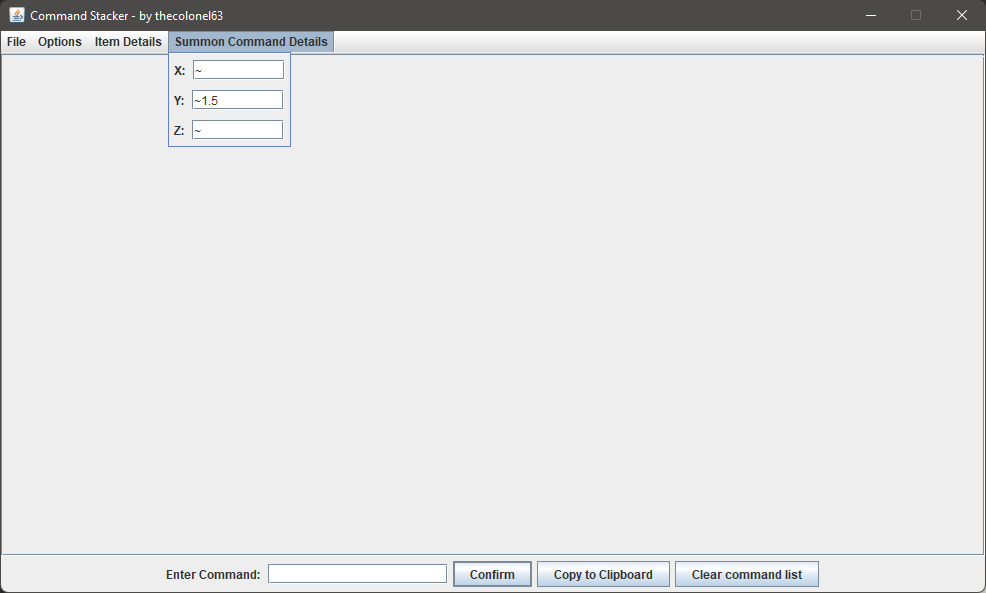 Command Stacker - by thecolonel63
File Options Item Details Summon Command Details
X: ~
Y: ~1.5
Z: ~
Enter Command: Confirm Copy to Clipboard Clear command list